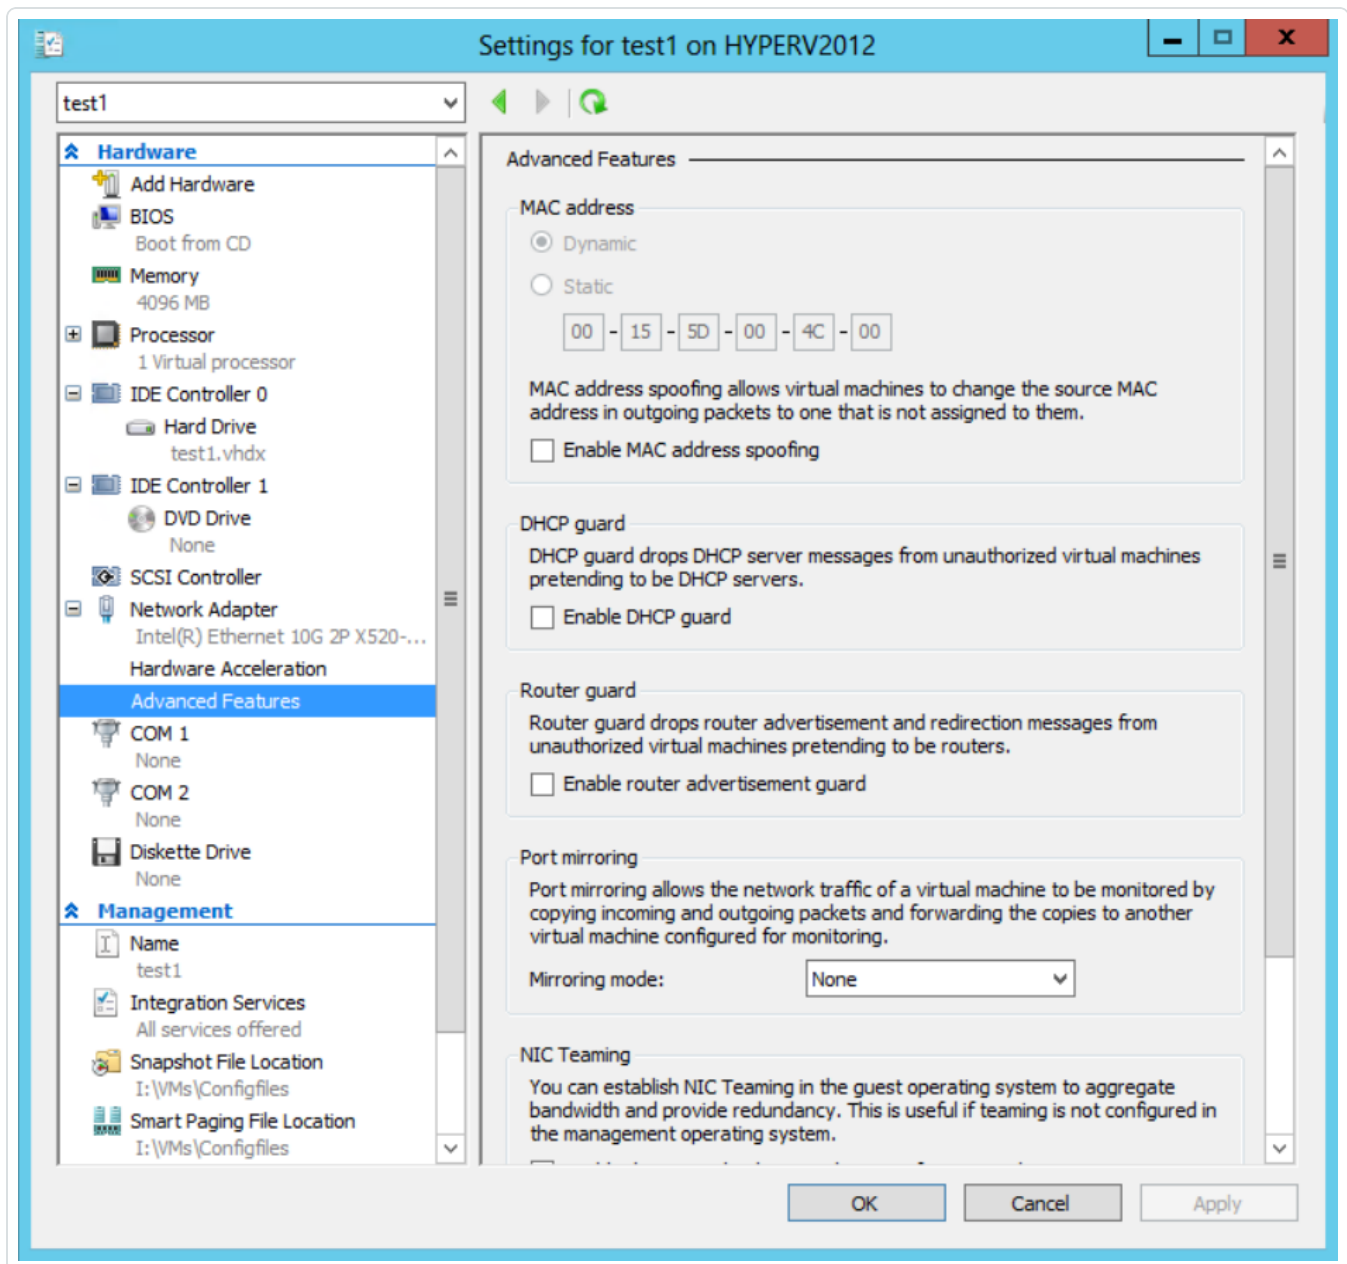 Settings for test1 on HYPERV2012
x
test1
Hardware
Add Hardware
BIOS
Boot from CD
Memory
4096 MB
Processor
1 Virtual processor
IDE Controller 0
Hard Drive
test1.vhdx
IDE Controller 1
DVD Drive
None
SCSI Controller
Network Adapter
Intel(R) Ethernet 10G 2P X520-...
Hardware Acceleration
Advanced Features
COM 1
None
COM 2
None
Diskette Drive
None
Management
Name
test1
Integration Services
All services offered
Snapshot File Location
I:\VMs\Configfiles
Smart Paging File Location
I:\VMs\Configfiles
Advanced Features
MAC address
Dynamic
Static
00 - 15 - 5D - 00 - 4C - 00
MAC address spoofing allows virtual machines to change the source MAC
address in outgoing packets to one that is not assigned to them.
Enable MAC address spoofing
DHCP guard
DHCP guard drops DHCP server messages from unauthorized virtual machines
pretending to be DHCP servers.
Enable DHCP guard
Router guard
Router guard drops router advertisement and redirection messages from
unauthorized virtual machines pretending to be routers.
Enable router advertisement guard
Port mirroring
Port mirroring allows the network traffic of a virtual machine to be monitored by
copying incoming and outgoing packets and forwarding the copies to another
virtual machine configured for monitoring.
Mirroring mode: None
NIC Teaming
You can establish NIC Teaming in the guest operating system to aggregate
bandwidth and provide redundancy. This is useful if teaming is not configured in
the management operating system.
OK Cancel Apply